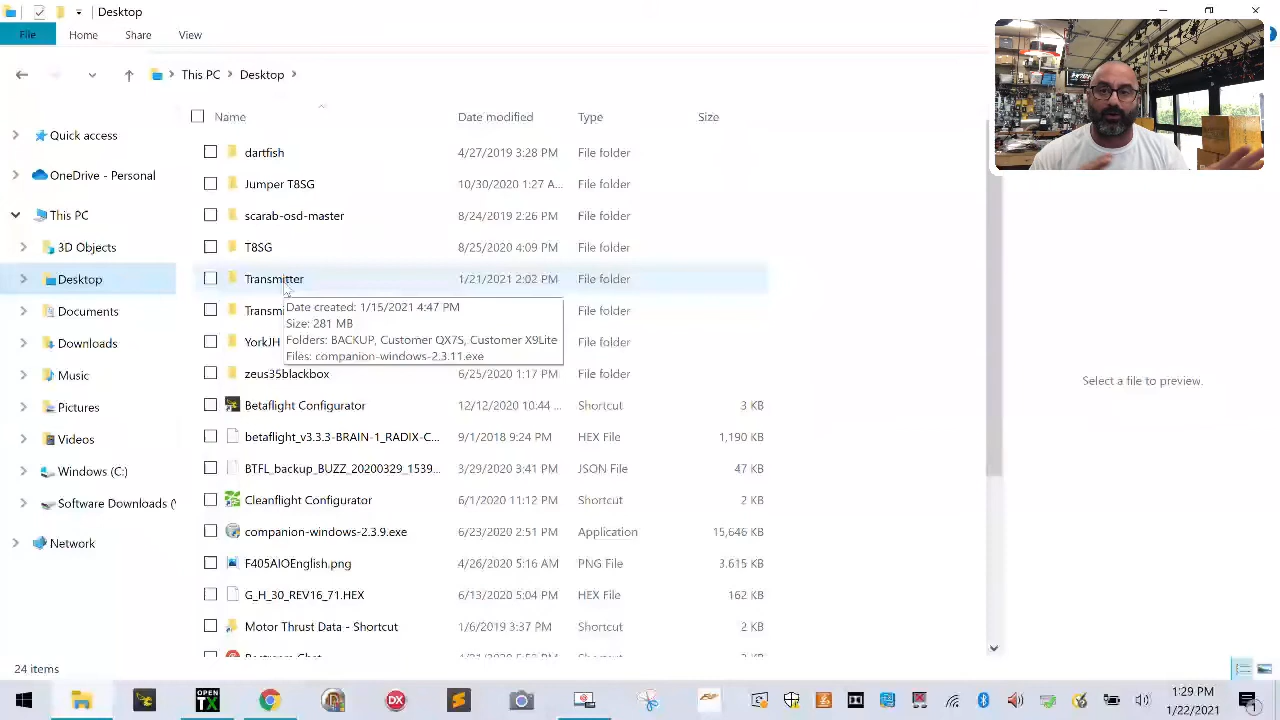 Desktop
File Home Share View
This PC Desktop
Name Date modified Type Size
Quick access
OneDrive - Personal
This PC
3D Objects
Desktop
Documents
Downloads
Music
Pictures
Videos
Windows (C:)
Software Downloads (
Network
dartfish 4/27/2019 3:28 PM File folder
Jumper T8SG 10/30/2020 1:27 A... File folder
scarab-osd-master 8/24/2019 2:26 PM File folder
T8SG 8/25/2020 4:09 PM File folder
Transmitter 1/21/2021 2:02 PM File folder
Transm File folder
Date created: 1/15/2021 4:47 PM
Size: 281 MB
Folders: BACKUP, Customer QX7S, Customer X9Lite
Files: companion-windows-2.3.11.exe
YorkJH File folder
zeus35blackbox 6/25/2020 1:17 PM File folder
Betaflight Configurator 12/12/2020 10:44 ... Shortcut 3 KB
betaflight_v3.3.3-BRAIN-1_RADIX-C... 9/1/2018 9:24 PM HEX File 1,190 KB
BTFL_backup_BUZZ_20200329_1539... 3/29/2020 3:41 PM JSON File 47 KB
Cleanflight Configurator 6/1/2020 11:12 PM Shortcut 2 KB
companion-windows-2.3.9.exe 6/23/2020 2:51 PM Application 15,646 KB
F405AIOEnglish.png 4/26/2020 5:16 AM PNG File 3,615 KB
G_H_30_REV16_71.HEX 6/13/2020 5:04 PM HEX File 162 KB
Motor Thrust Data - Shortcut 1/6/2019 3:37 PM Shortcut 2 KB
Select a file to preview.
24 items
OPEN
TX
DX
1:29 PM
1/22/2021